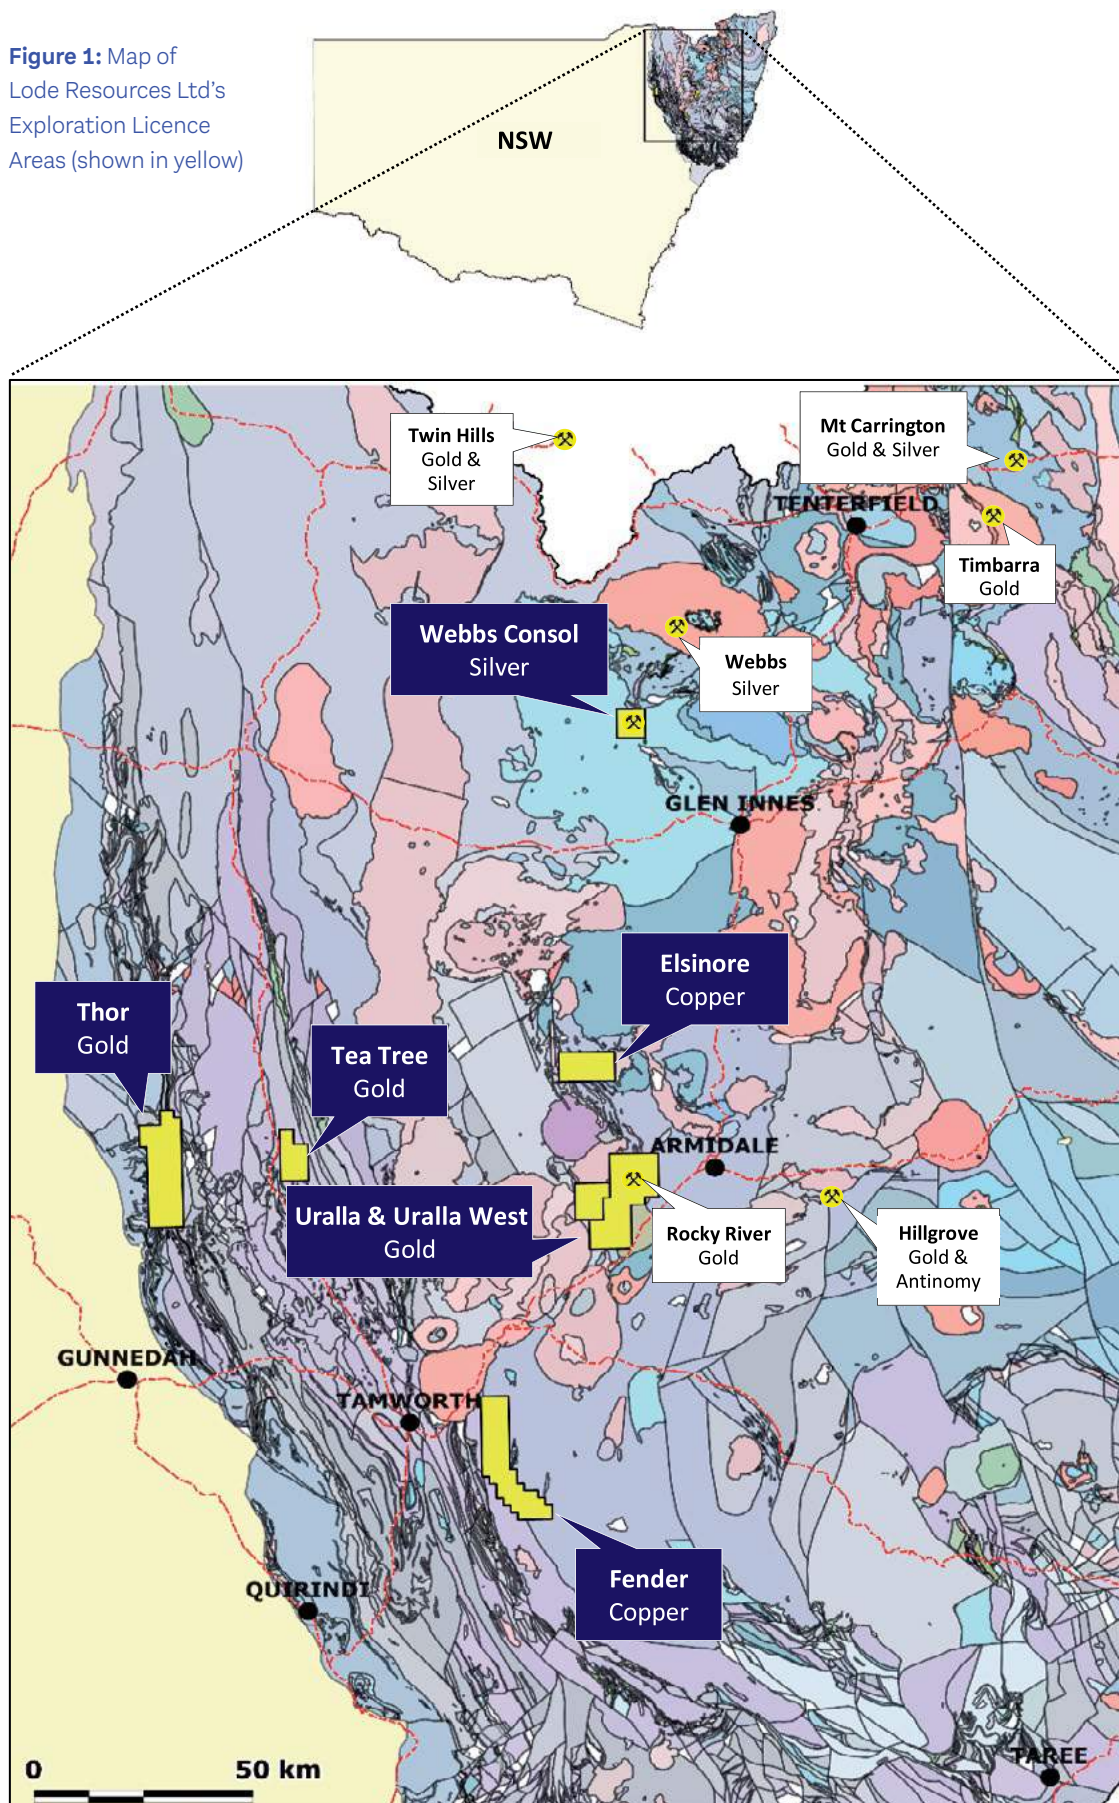 Figure 1: Map of
Lode Resources Ltd's
Exploration Licence
Areas (shown in yellow)
NSW
Twin Hills
Gold &
Silver
Mt Carrington
Gold & Silver
TENTERFIELD
Timbarra
Gold
Webbs Consol
Silver
Webbs
Silver
GLEN INNES
Elsinore
Copper
Thor
Gold
Tea Tree
Gold
ARMIDALE
Uralla & Uralla West
Gold
Rocky River
Gold
Hillgrove
Gold &
Antinomy
GUNNEDAH
TAMWORTH
Fender
Copper
QUIRINDI
TAREE
0 50 km